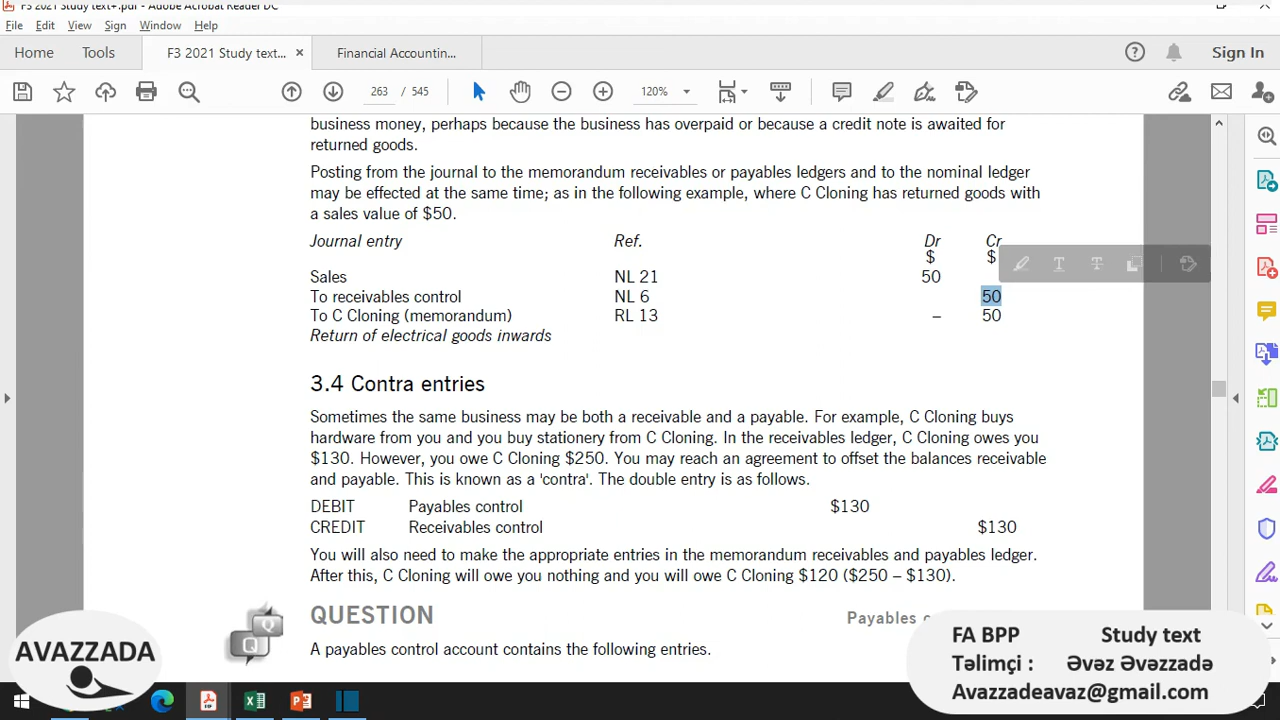 F3 2021 Study text+.pdf - Adobe Acrobat Reader DC
File Edit View Sign Window Help
Home Tools F3 2021 Study text... × Financial Accountin... Sign In
263 / 545 120%
business money, perhaps because the business has overpaid or because a credit note is awaited for
returned goods.
Posting from the journal to the memorandum receivables or payables ledgers and to the nominal ledger
may be effected at the same time; as in the following example, where C Cloning has returned goods with
a sales value of $50.
Journal entry Ref. Dr Cr
$ $
Sales NL 21 50
To receivables control NL 6 50
To C Cloning (memorandum) RL 13 – 50
Return of electrical goods inwards
3.4 Contra entries
Sometimes the same business may be both a receivable and a payable. For example, C Cloning buys
hardware from you and you buy stationery from C Cloning. In the receivables ledger, C Cloning owes you
$130. However, you owe C Cloning $250. You may reach an agreement to offset the balances receivable
and payable. This is known as a 'contra'. The double entry is as follows.
DEBIT Payables control $130
CREDIT Receivables control $130
You will also need to make the appropriate entries in the memorandum receivables and payables ledger.
After this, C Cloning will owe you nothing and you will owe C Cloning $120 ($250 – $130).
QUESTION Payables
A payables control account contains the following entries.
Q
Q
AVAZZADA
FA BPP Study text
Təlimçi : Əvəz Əvəzzadə
Avazzadeavaz@gmail.com